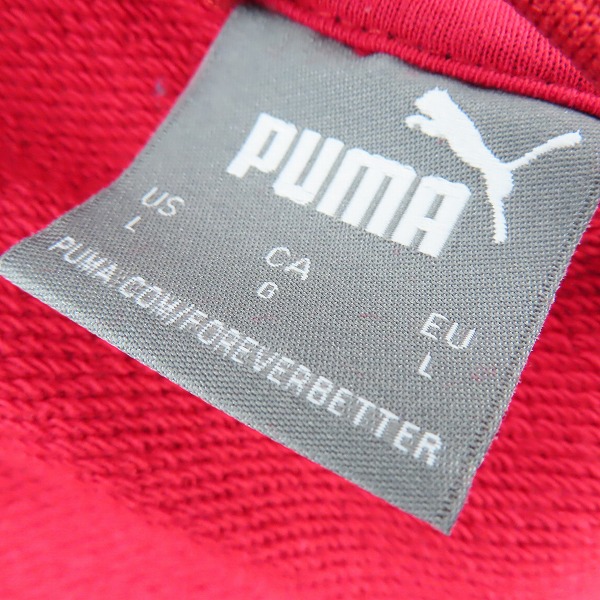 PUMA
US CA EU
L G L
PUMA.COM/FOREVERBETTER